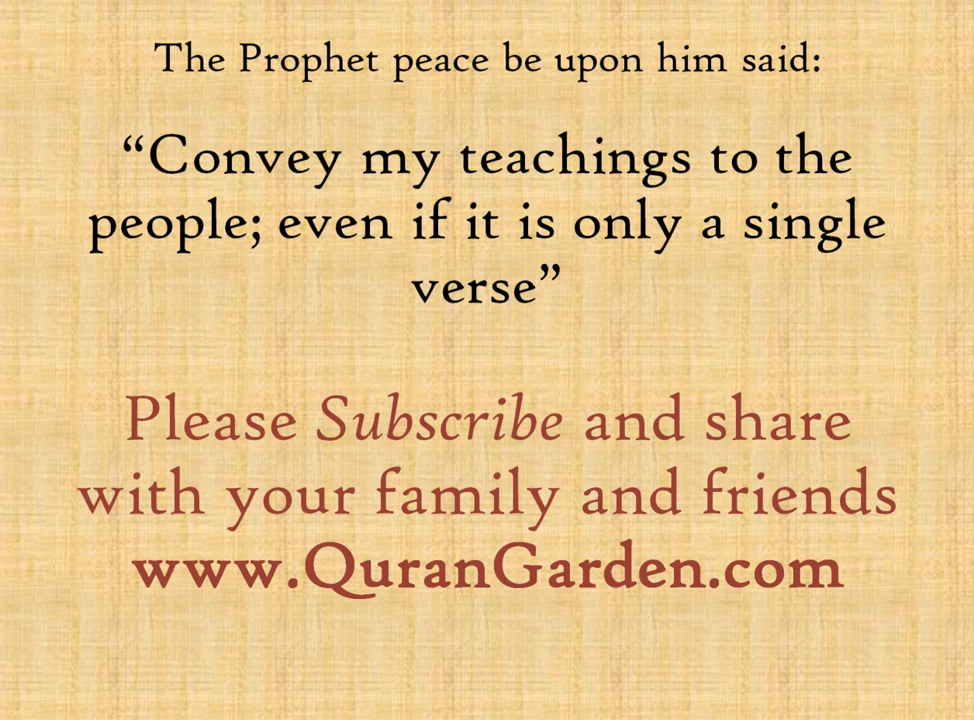 The Prophet peace be upon him said:
“Convey my teachings to the
people; even if it is only a single
verse”
Please Subscribe and share
with your family and friends
www.QuranGarden.com